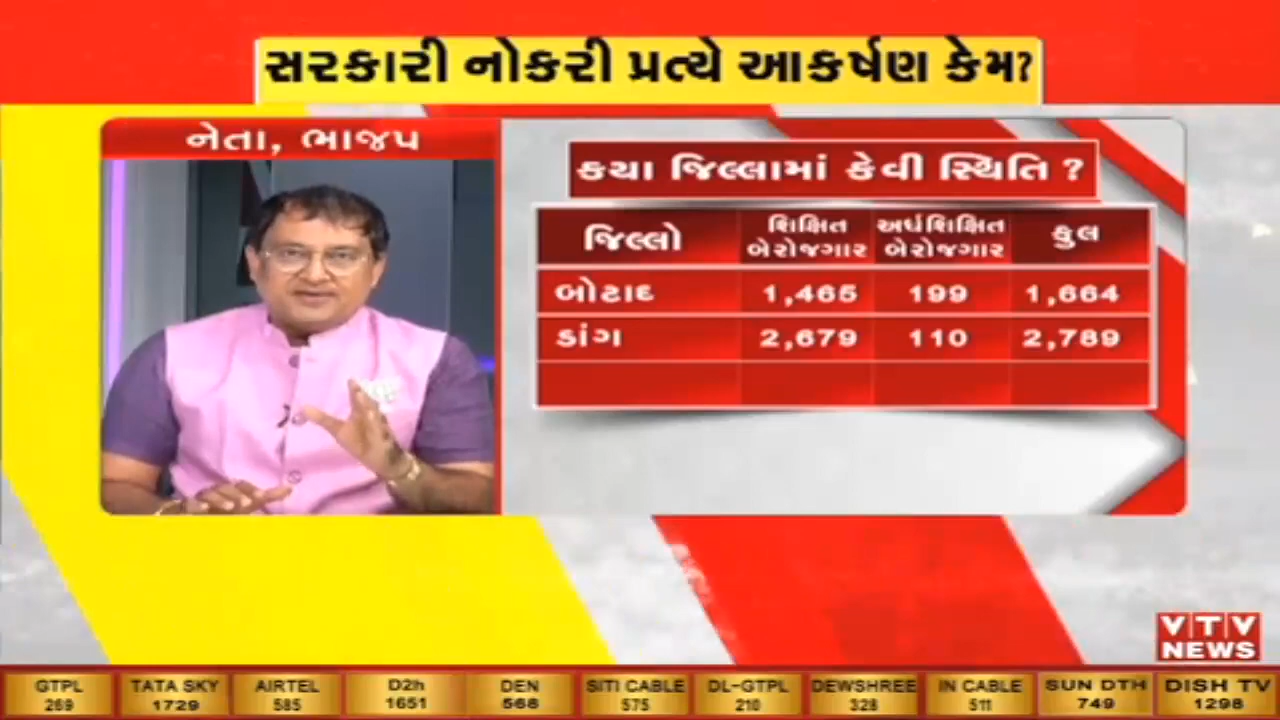 સરકારી નોકરી પ્રત્યે આકર્ષણ કેમ?
નેતા, ભાજપ
કયા જિલ્લામાં કેવી સ્થિતિ ?
જિલ્લો શિક્ષિત બેરોજગાર અર્ધશિક્ષિત બેરોજગાર કુલ
બોટાદ 1,465 199 1,664
ડાંગ 2,679 110 2,789
VTV
NEWS
GTPL TATA SKY AIRTEL D2h DEN SITI CABLE DL-GTPL DEWSHREE IN CABLE SUN DTH DISH TV
269 1729 585 1651 568 575 210 328 511 749 1298